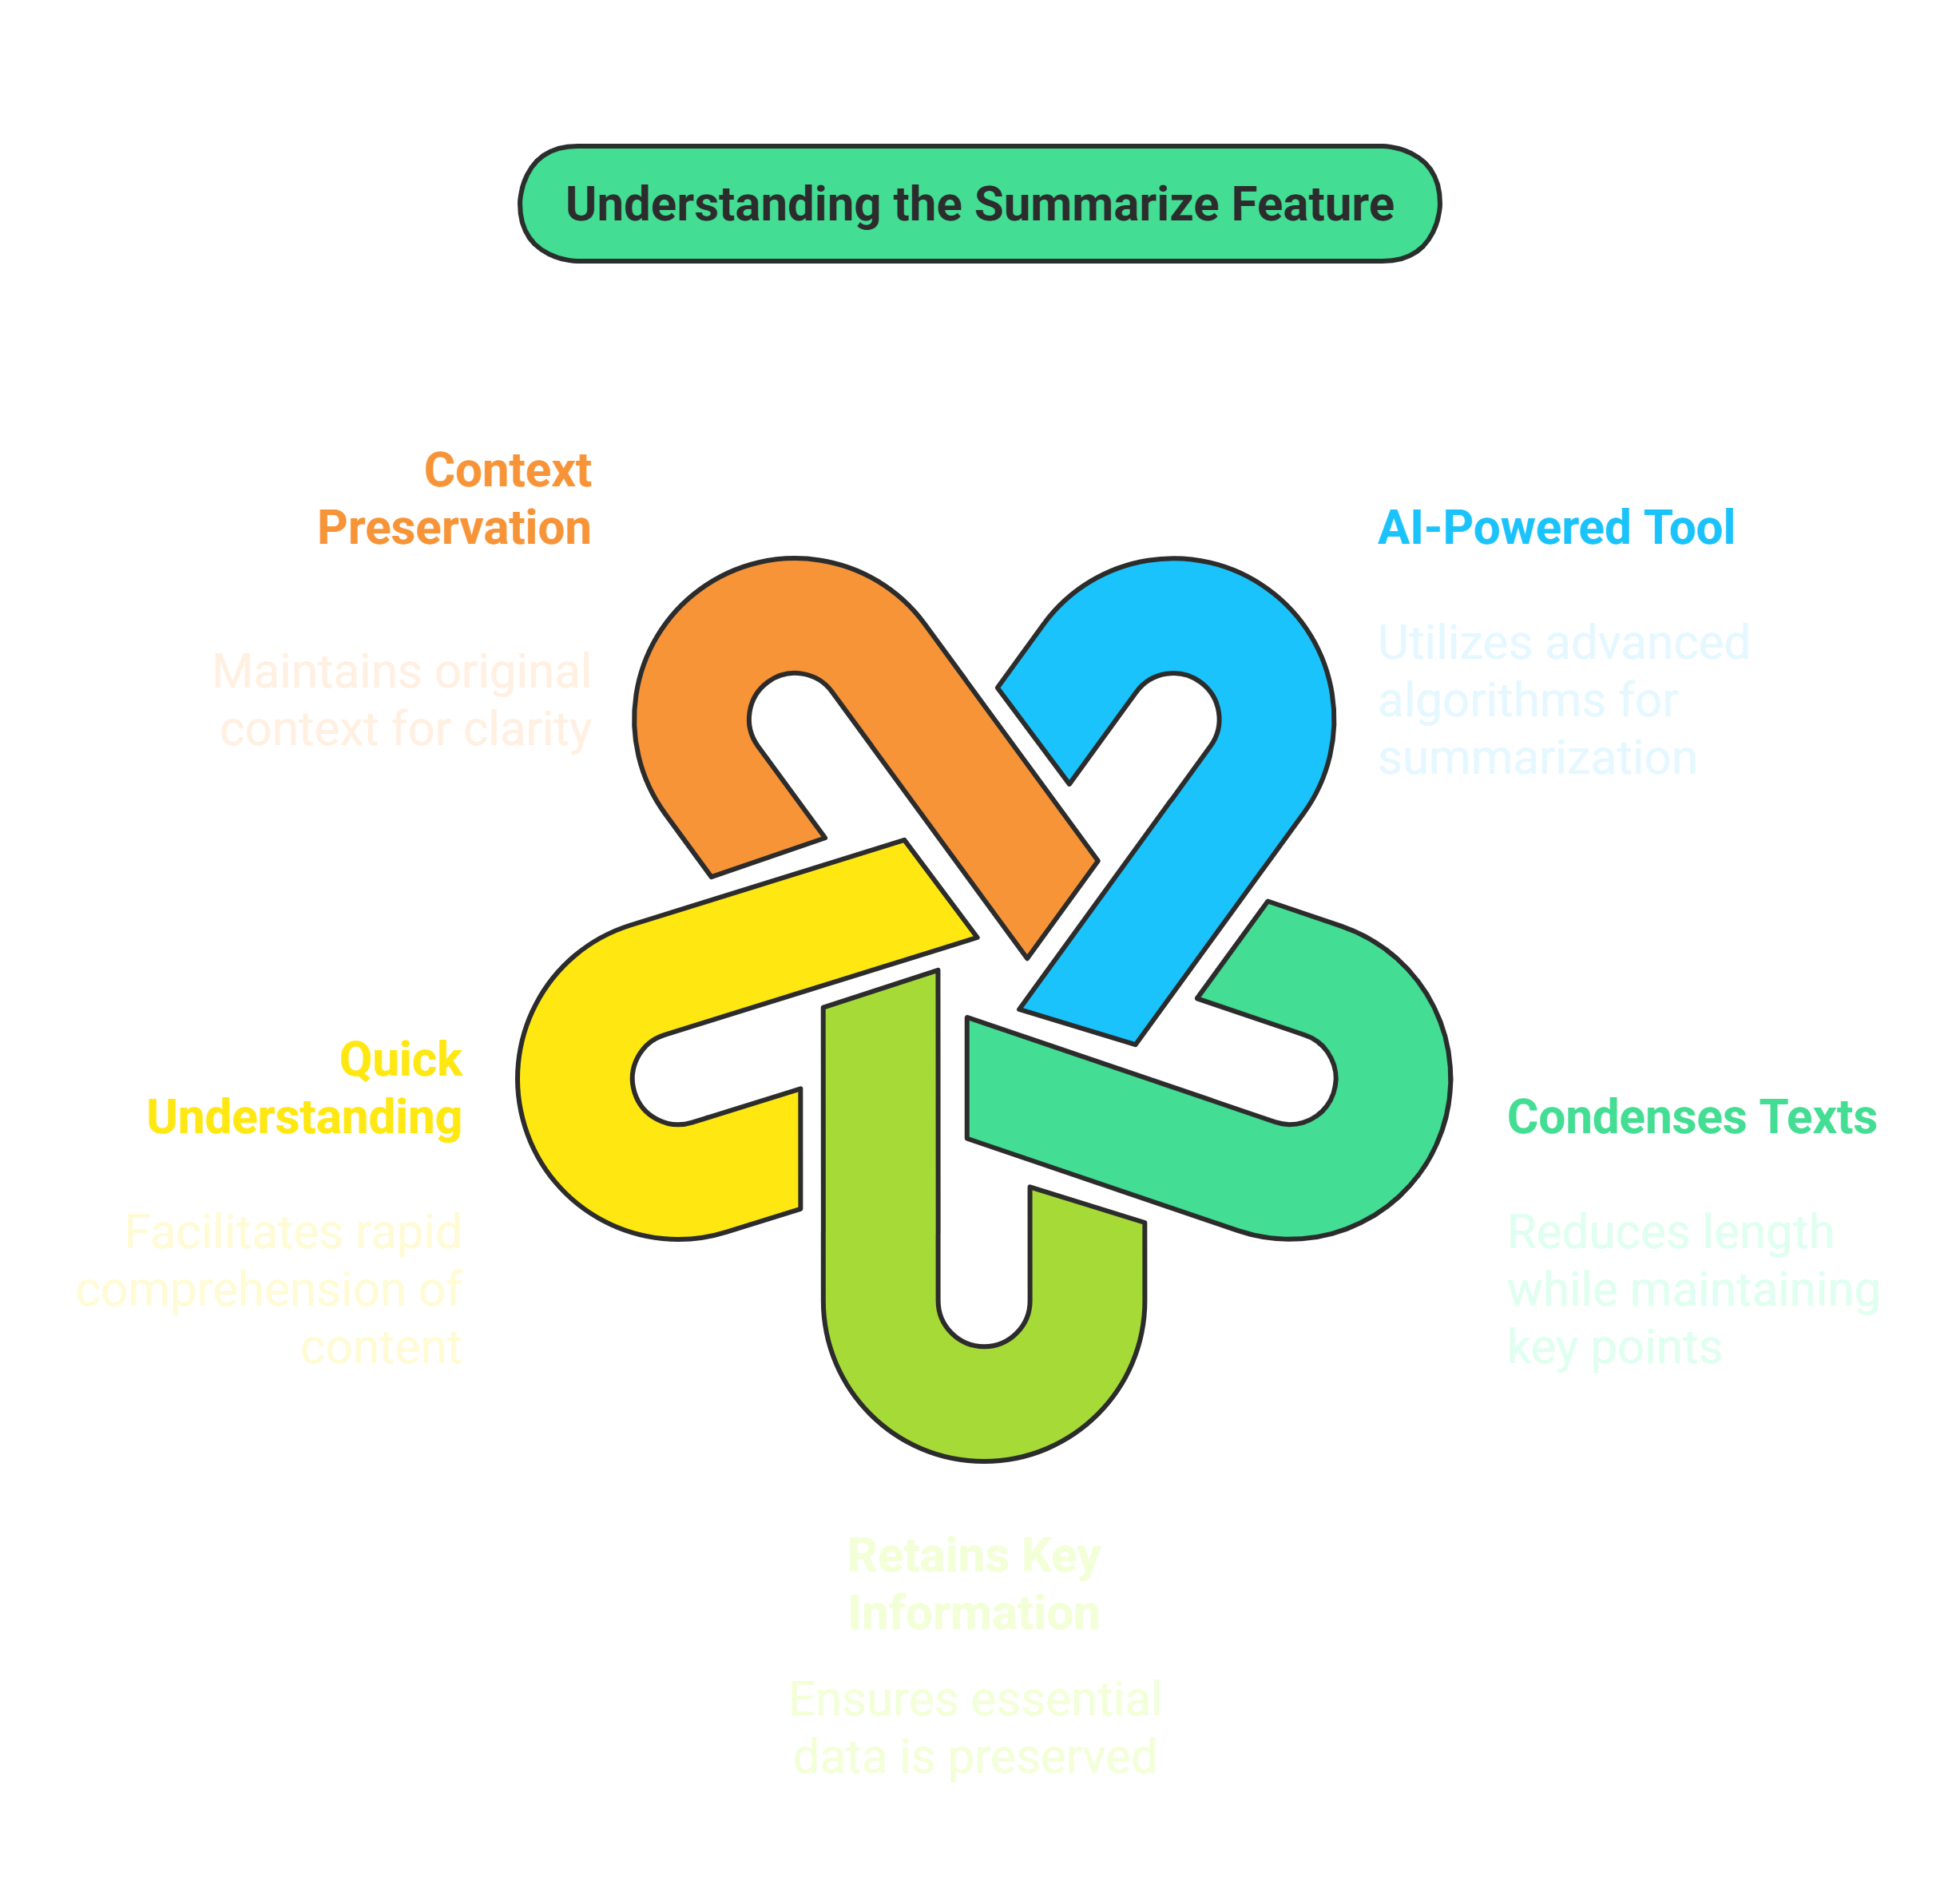 Understanding the Summarize Feature
Context
Preservation
Maintains original
context for clarity
AI-Powered Tool
Utilizes advanced
algorithms for
summarization
Quick
Understanding
Facilitates rapid
comprehension of
content
Condenses Texts
Reduces length
while maintaining
key points
Retains Key
Information
Ensures essential
data is preserved